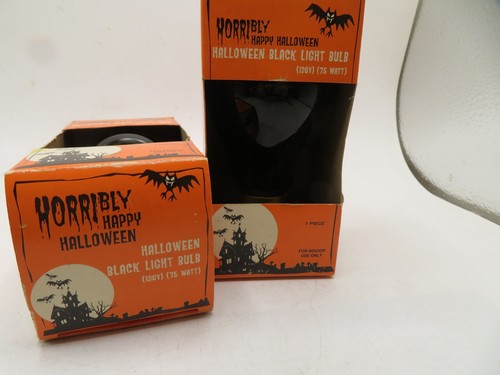 HORRIBLY
HAPPY HALLOWEEN
HALLOWEEN BLACK LIGHT BULB
(120V) (75 WATT)
1 PIECE
FOR INDOOR
USE ONLY
HORRIBLY
HAPPY
HALLOWEEN
HALLOWEEN
BLACK LIGHT BULB
(120V) (75 WATT)